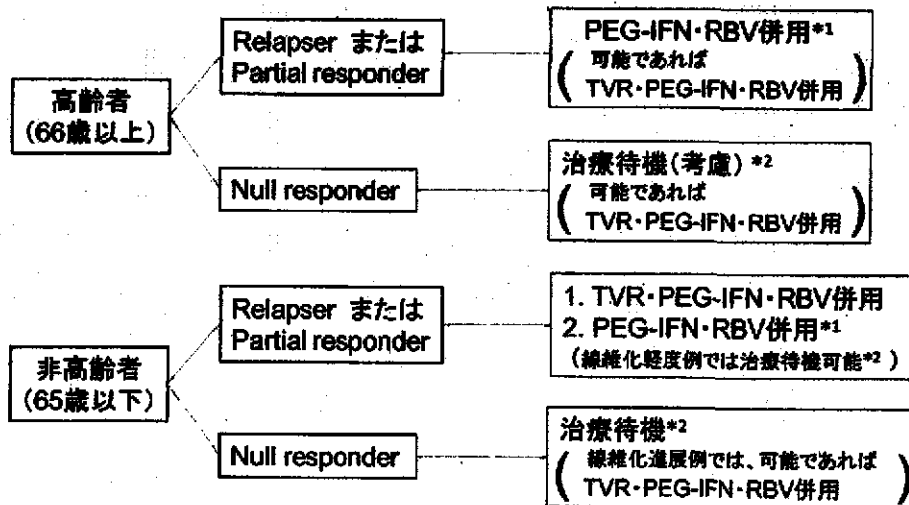 高齢者
(66歳以上)
Relapser または
Partial responder
PEG-IFN・RBV併用*1
(可能であれば
TVR・PEG-IFN・RBV併用)
Null responder
治療待機(考慮) *2
(可能であれば
TVR・PEG-IFN・RBV併用)
非高齢者
(65歳以下)
Relapser または
Partial responder
1. TVR・PEG-IFN・RBV併用
2. PEG-IFN・RBV併用*1
(線維化軽度例では治療待機可能*2 )
Null responder
治療待機*2
(線維化進展例では、可能であれば
TVR・PEG-IFN・RBV併用)